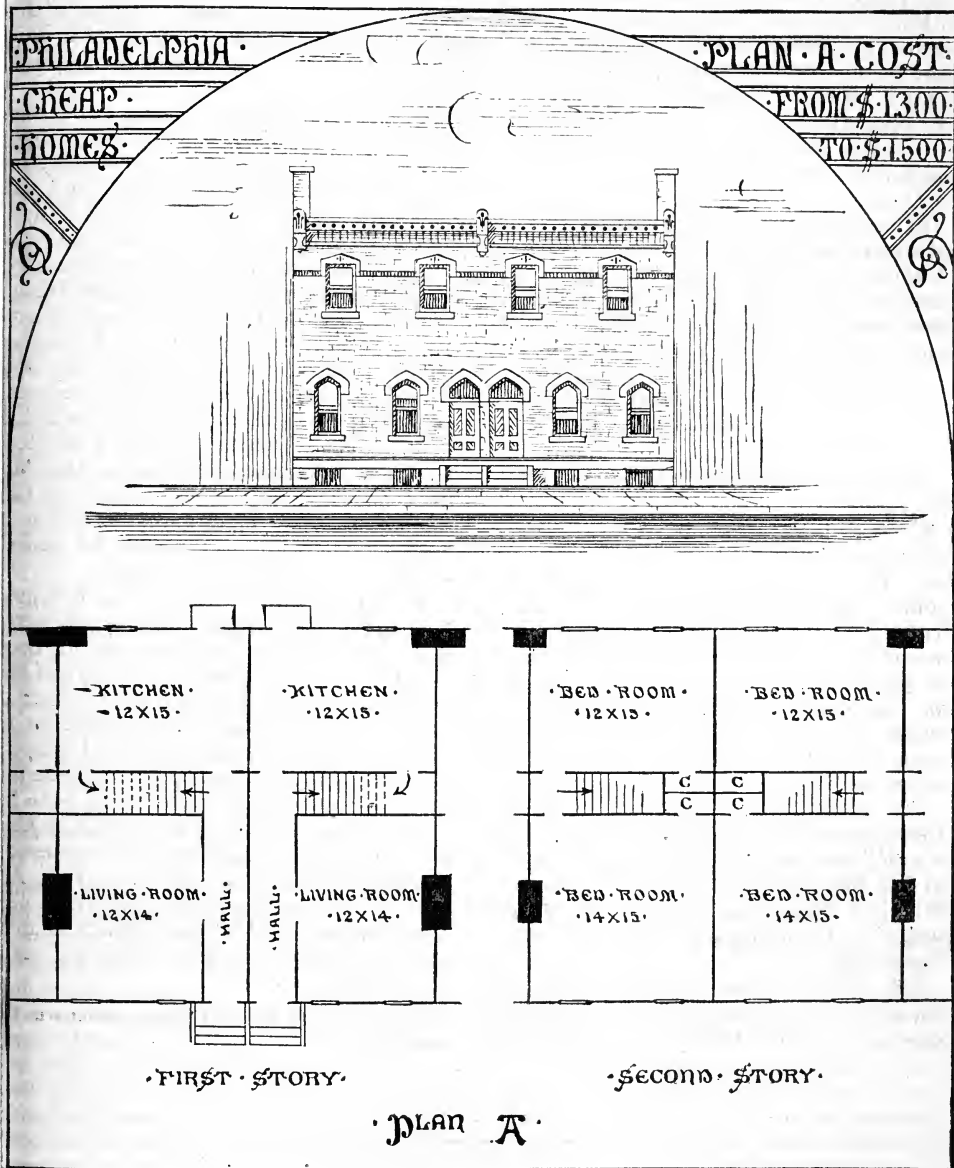 PHILADELPHIA ·
· CHEAP ·
· HOMES ·
· PLAN · A · COST ·
· FROM · $ · 1300 ·
TO · $ · 1500 ·
– KITCHEN ·
– 12X15 ·
· KITCHEN ·
· 12X15 ·
· BED · ROOM ·
· 12X15 ·
· BED · ROOM ·
· 12X15 ·
C C
C C
· LIVING · ROOM ·
· 12X14 ·
· HALL ·
· HALL ·
· LIVING · ROOM ·
12X14 ·
· BED · ROOM ·
14X15 ·
· BED · ROOM ·
· 14X15 ·
· FIRST · STORY ·
· SECOND · STORY ·
· PLAN A ·